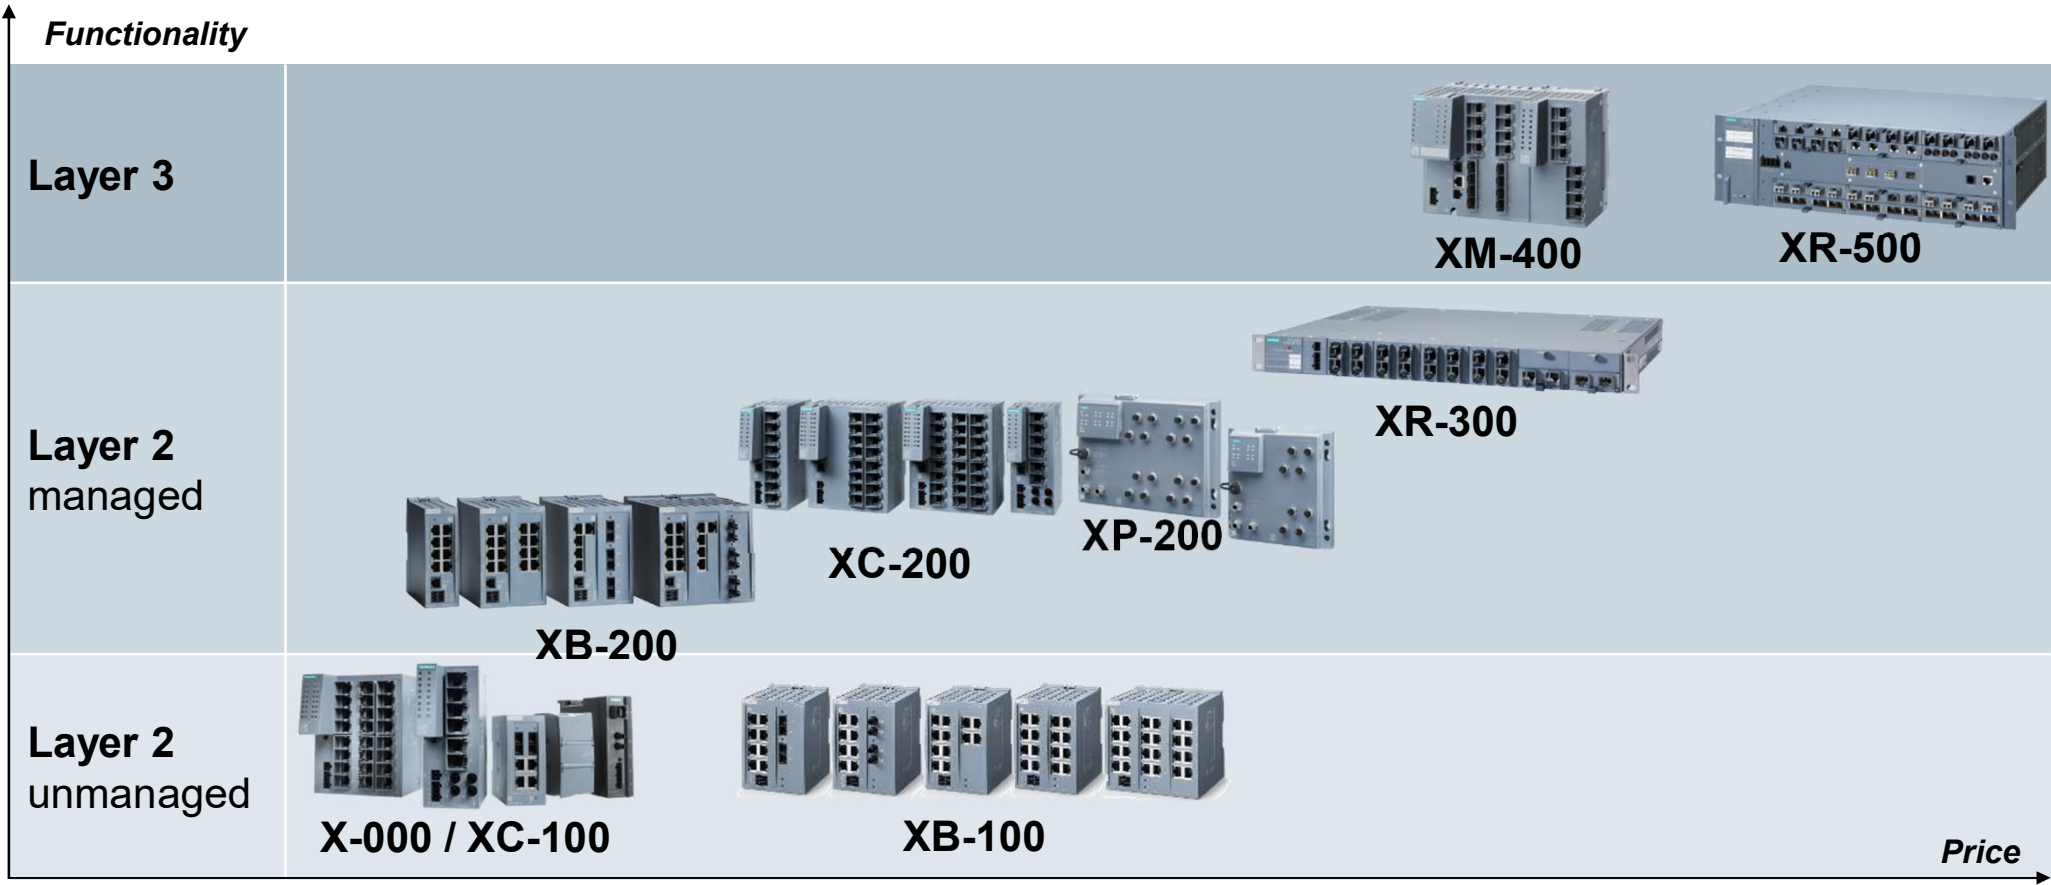 Functionality
Layer 3
XM-400
XR-500
Layer 2
managed
XR-300
XP-200
XC-200
XB-200
Layer 2
unmanaged
X-000 / XC-100
XB-100
Price